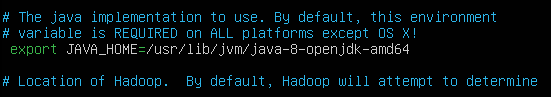 # The java implementation to use. By default, this environment
# variable is REQUIRED on ALL platforms except OS X!
 export JAVA_HOME=/usr/lib/jvm/java-8-openjdk-amd64
# Location of Hadoop.  By default, Hadoop will attempt to determine